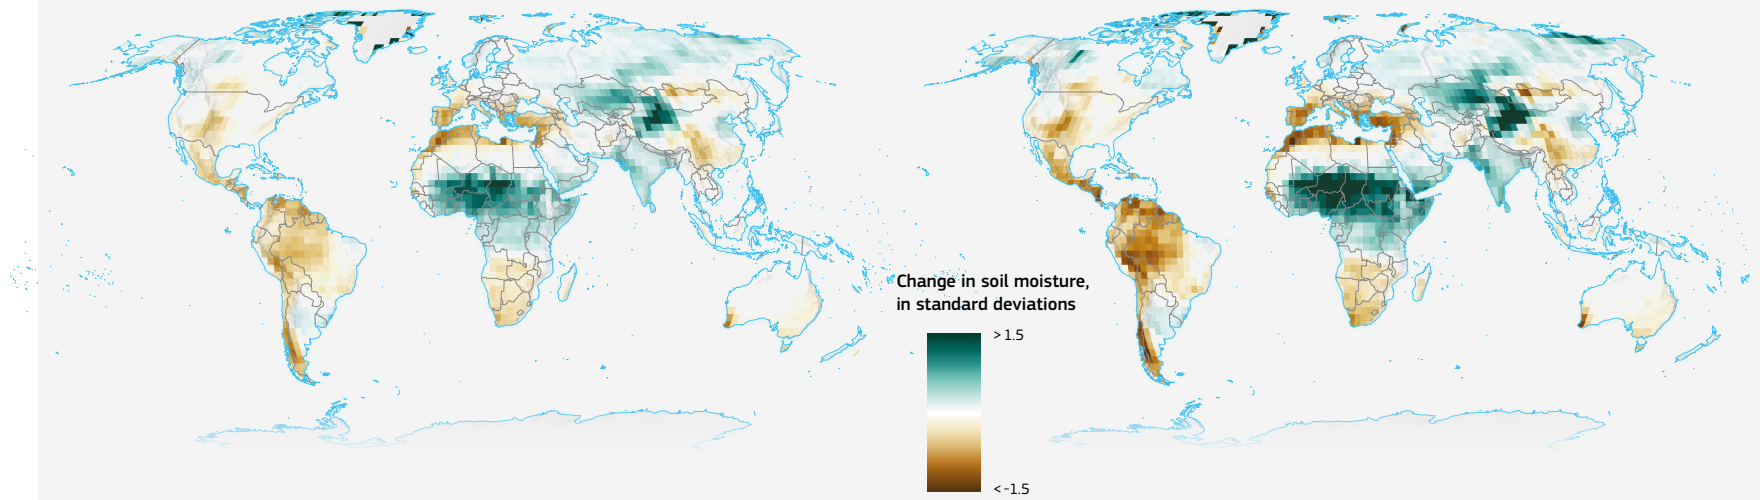 Change in soil moisture,
in standard deviations
> 1.5
< -1.5